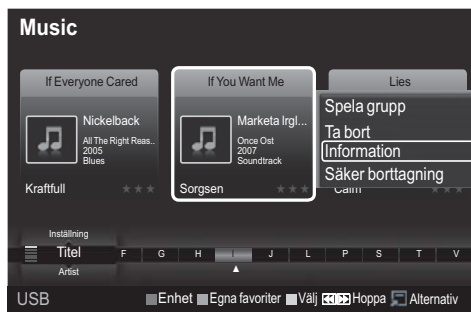 Music
If Everyone Cared
If You Want Me
Lies
Nickelback
All The Right Reas..
2005
Blues
Kraftfull
Marketa Irgl...
Once Ost
2007
Soundtrack
Sorgsen
Spela grupp
Ta bort
Information
Säker borttagning
Calm
Inställning
Titel
Artist
F G H I J L P S T V
USB Enhet Egna favoriter Välj Hoppa Alternativ